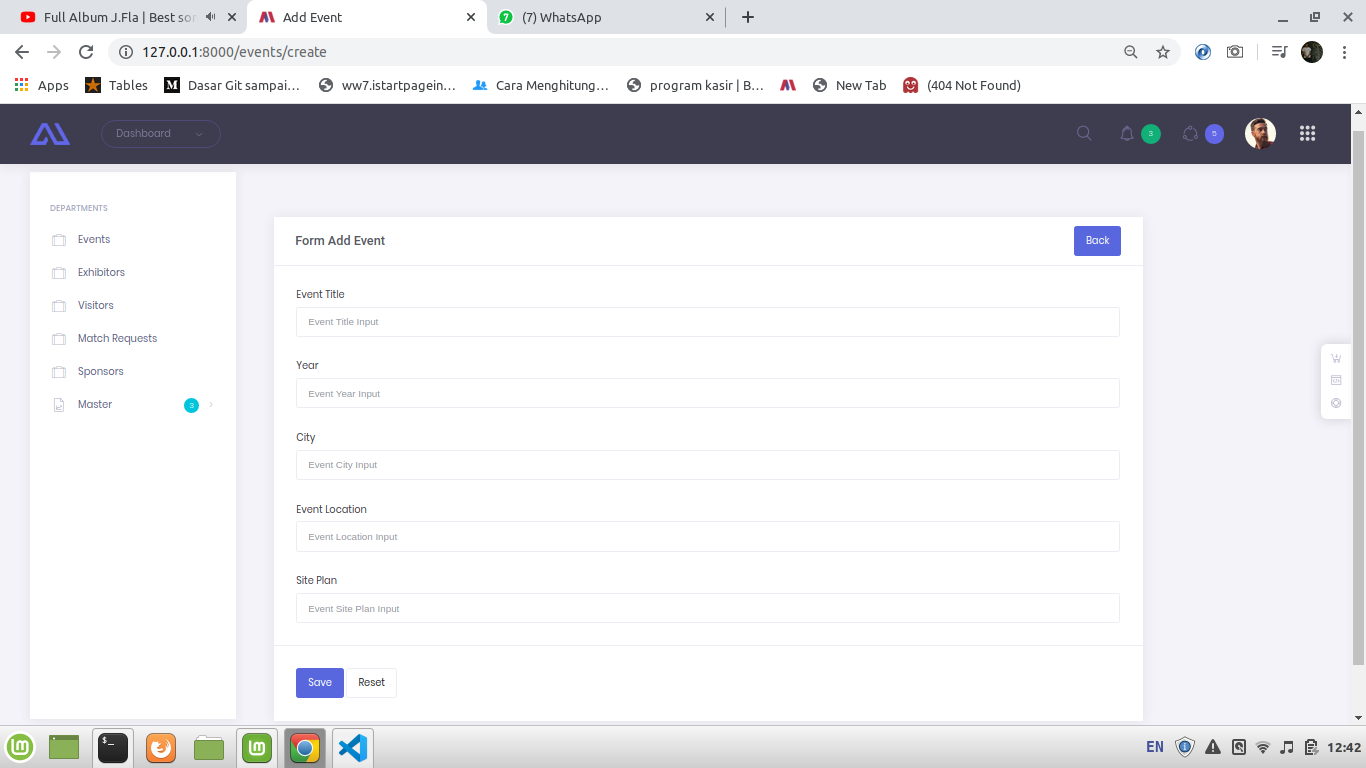 Full Album J.Fla | Best so
Add Event
(7) WhatsApp
127.0.0.1:8000/events/create
Apps
Tables
Dasar Git sampai...
ww7.istartpagein...
Cara Menghitung...
program kasir | B...
New Tab
(404 Not Found)
Dashboard
3
5
DEPARTMENTS
Events
Exhibitors
Visitors
Match Requests
Sponsors
Master
3
Form Add Event
Back
Event Title
Event Title Input
Year
Event Year Input
City
Event City Input
Event Location
Event Location Input
Site Plan
Event Site Plan Input
Save
Reset
EN
12:42